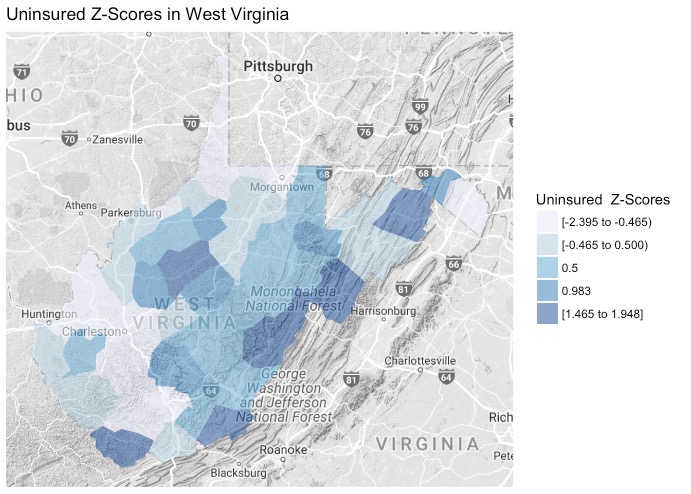 Uninsured Z-Scores in West Virginia
Pittsburgh
71
HIO
99
70
bus
76
76
70
Zanesville
68
68
Morgantown
M
Athens
Parkersburg
66
Uninsured Z-Scores
[-2.395 to -0.465)
[-0.465 to 0.500)
0.5
0.983
[1.465 to 1.948]
81
Monongahela
National Forest
WEST
VIRGINIA
Huntington
Charleston
Harrisonburg
Charlottesville
George
Washington
and Jefferson
National Forest
64
81
64
Rich
VIRGINIA
Roanoke
Pete
Blacksburg